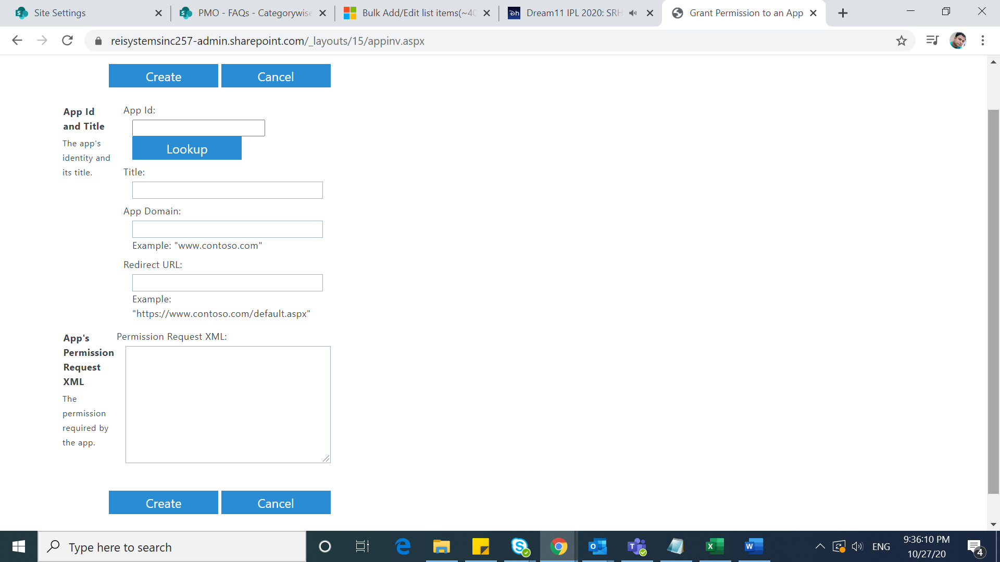 Site Settings
PMO - FAQs - Categorywise
Bulk Add/Edit list items(~40
Dream11 IPL 2020: SRH
Grant Permission to an App
reisystemsinc257-admin.sharepoint.com/_layouts/15/appinv.aspx
Create
Cancel
App Id
and Title
The app's
identity and
its title.
App Id:
Lookup
Title:
App Domain:
Example: "www.contoso.com"
Redirect URL:
Example:
"https://www.contoso.com/default.aspx"
App's
Permission
Request
XML
The
permission
required by
the app.
Permission Request XML:
Create
Cancel
Type here to search
ENG
9:36:10 PM
10/27/20
4